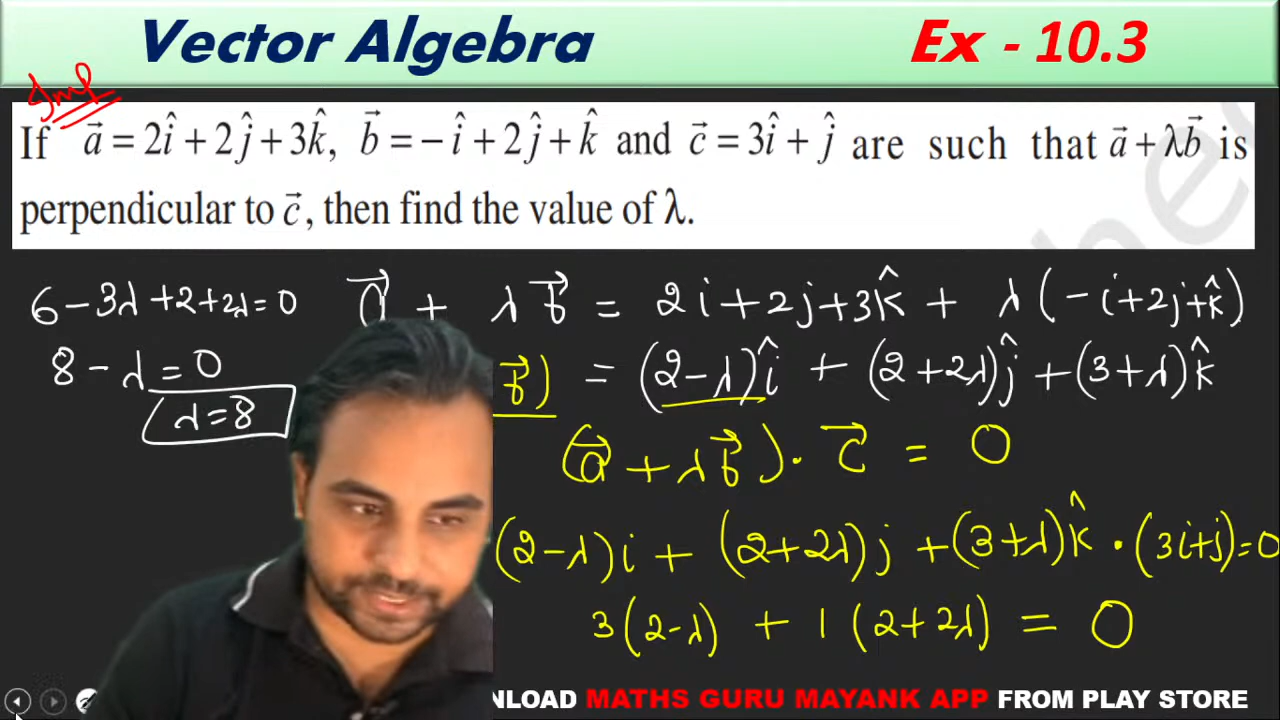 Vector Algebra
Ex - 10.3
Imp
If a⃗ = 2î + 2ĵ + 3k̂, b⃗ = – î + 2ĵ + k̂ and c⃗ = 3î + ĵ are such that a⃗ + λb⃗ is
perpendicular to c⃗, then find the value of λ.
6 – 3λ + 2 + 2λ = 0
8 – λ = 0
λ = 8
a⃗ + λ b⃗ = 2i + 2j + 3k̂ + λ (– i + 2j + k̂)
b⃗) = (2 – λ)î + (2 + 2λ)ĵ + (3 + λ)k̂
(a⃗ + λb⃗) · c⃗ = 0
(2 – λ)i + (2 + 2λ)j + (3 + λ)k̂ · (3i + j) = 0
3(2 – λ) + 1(2 + 2λ) = 0
NLOAD MATHS GURU MAYANK APP FROM PLAY STORE